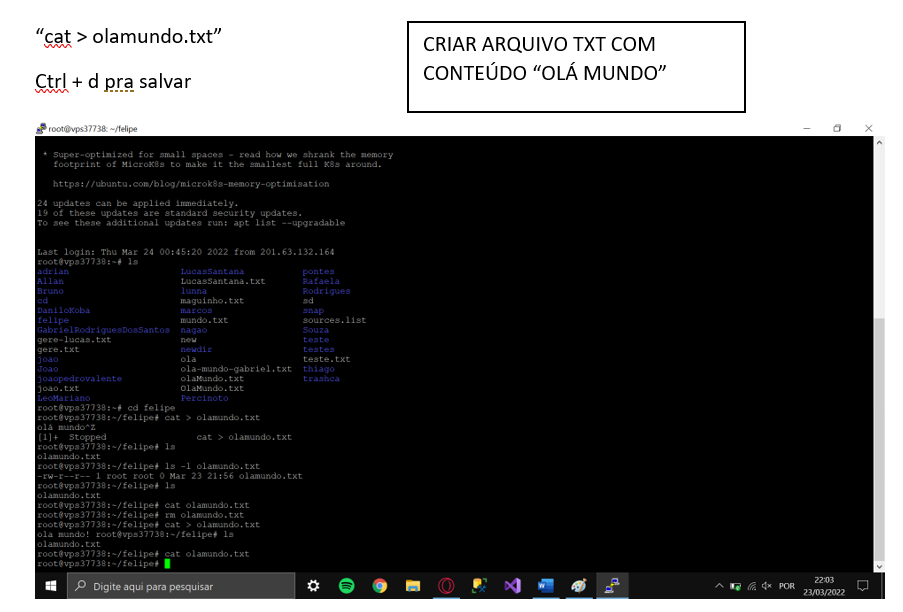 “cat > olamundo.txt”
Ctrl + d pra salvar
CRIAR ARQUIVO TXT COM
CONTEÚDO “OLÁ MUNDO”
root@vps37738: ~/felipe
* Super-optimized for small spaces - read how we shrank the memory
footprint of MicroK8s to make it the smallest full K8s around.
https://ubuntu.com/blog/microk8s-memory-optimisation
24 updates can be applied immediately.
19 of these updates are standard security updates.
To see these additional updates run: apt list --upgradable
Last login: Thu Mar 24 00:45:20 2022 from 201.63.132.164
root@vps37738:~# ls
adrian LucasSantana pontes
Allan LucasSantana.txt Rafaela
Bruno lunna Rodrigues
cd maguinho.txt sd
DaniloKoba marcos snap
felipe mundo.txt sources.list
GabrielRodriguesDosSantos nagao Souza
gere-lucas.txt new teste
gere.txt newdir testes
joao ola teste.txt
Joao ola-mundo-gabriel.txt thiago
joaopedrovalente olaMundo.txt trashca
joao.txt OlaMundo.txt
LeoMariano Percinoto
root@vps37738:~# cd felipe
root@vps37738:~/felipe# cat > olamundo.txt
olá mundo^Z
[1]+ Stopped cat > olamundo.txt
root@vps37738:~/felipe# ls
olamundo.txt
root@vps37738:~/felipe# ls -l olamundo.txt
-rw-r--r-- 1 root root 0 Mar 23 21:56 olamundo.txt
root@vps37738:~/felipe# ls
olamundo.txt
root@vps37738:~/felipe# cat olamundo.txt
root@vps37738:~/felipe# rm olamundo.txt
root@vps37738:~/felipe# cat > olamundo.txt
ola mundo! root@vps37738:~/felipe# ls
olamundo.txt
root@vps37738:~/felipe# cat olamundo.txt
root@vps37738:~/felipe#
Digite aqui para pesquisar
POR
22:03
23/03/2022